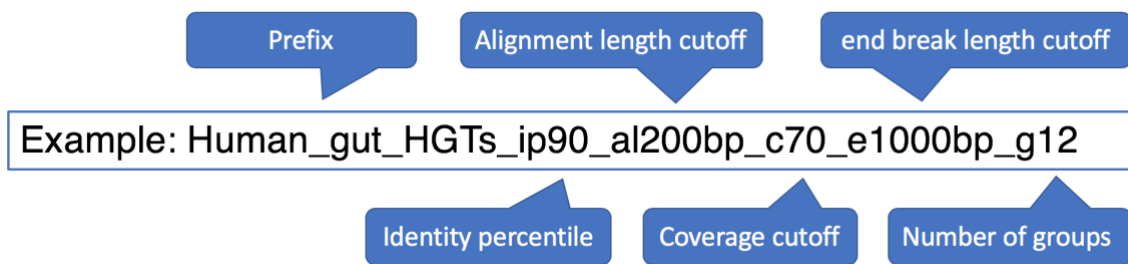 Prefix
Alignment length cutoff
end break length cutoff
Example: Human_gut_HGTs_ip90_al200bp_c70_e1000bp_g12
Identity percentile
Coverage cutoff
Number of groups